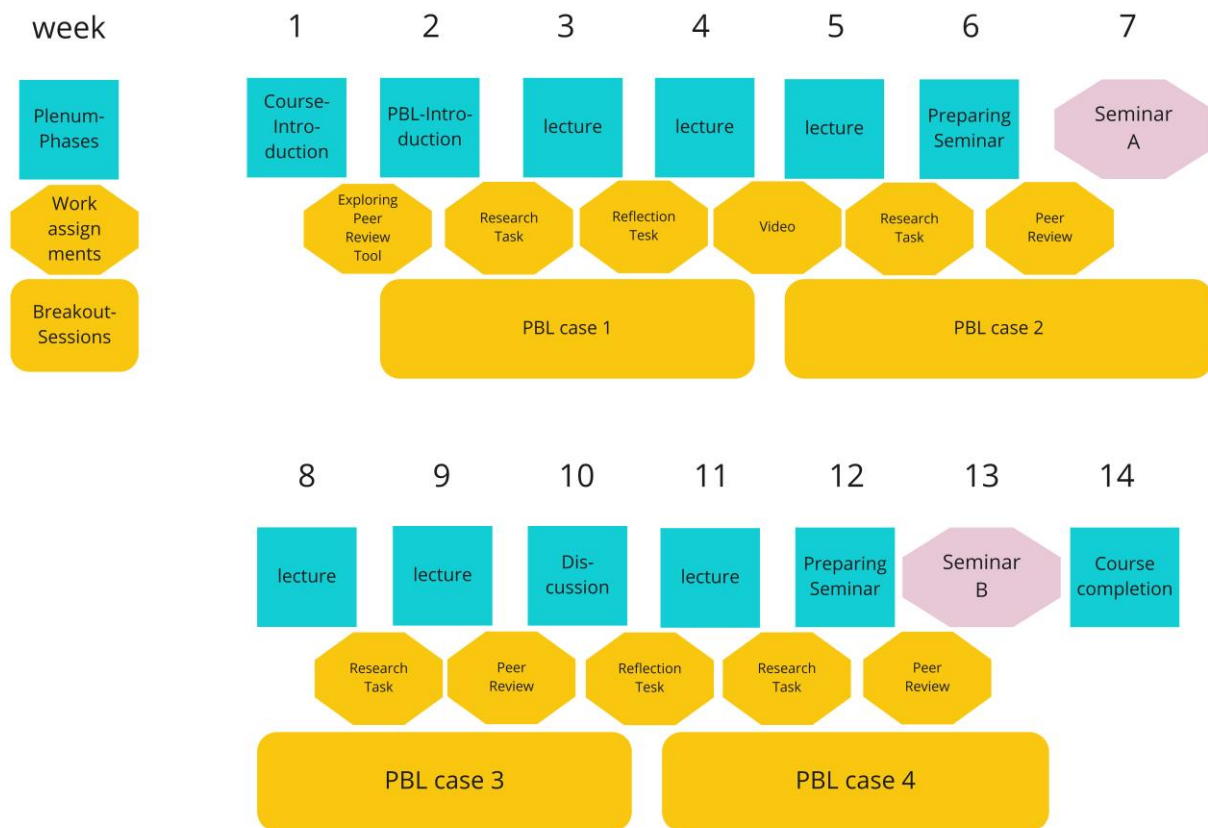 week 1 2 3 4 5 6 7
Plenum-
Phases
Course-
Intro-
duction
PBL-Intro-
duction
lecture
lecture
lecture
Preparing
Seminar
Seminar
A
Work
assign
ments
Exploring
Peer
Review
Tool
Research
Task
Reflection
Tesk
Video
Research
Task
Peer
Review
Breakout-
Sessions
PBL case 1
PBL case 2
8 9 10 11 12 13 14
lecture
lecture
Dis-
cussion
lecture
Preparing
Seminar
Seminar
B
Course
completion
Research
Task
Peer
Review
Reflection
Tesk
Research
Task
Peer
Review
PBL case 3
PBL case 4